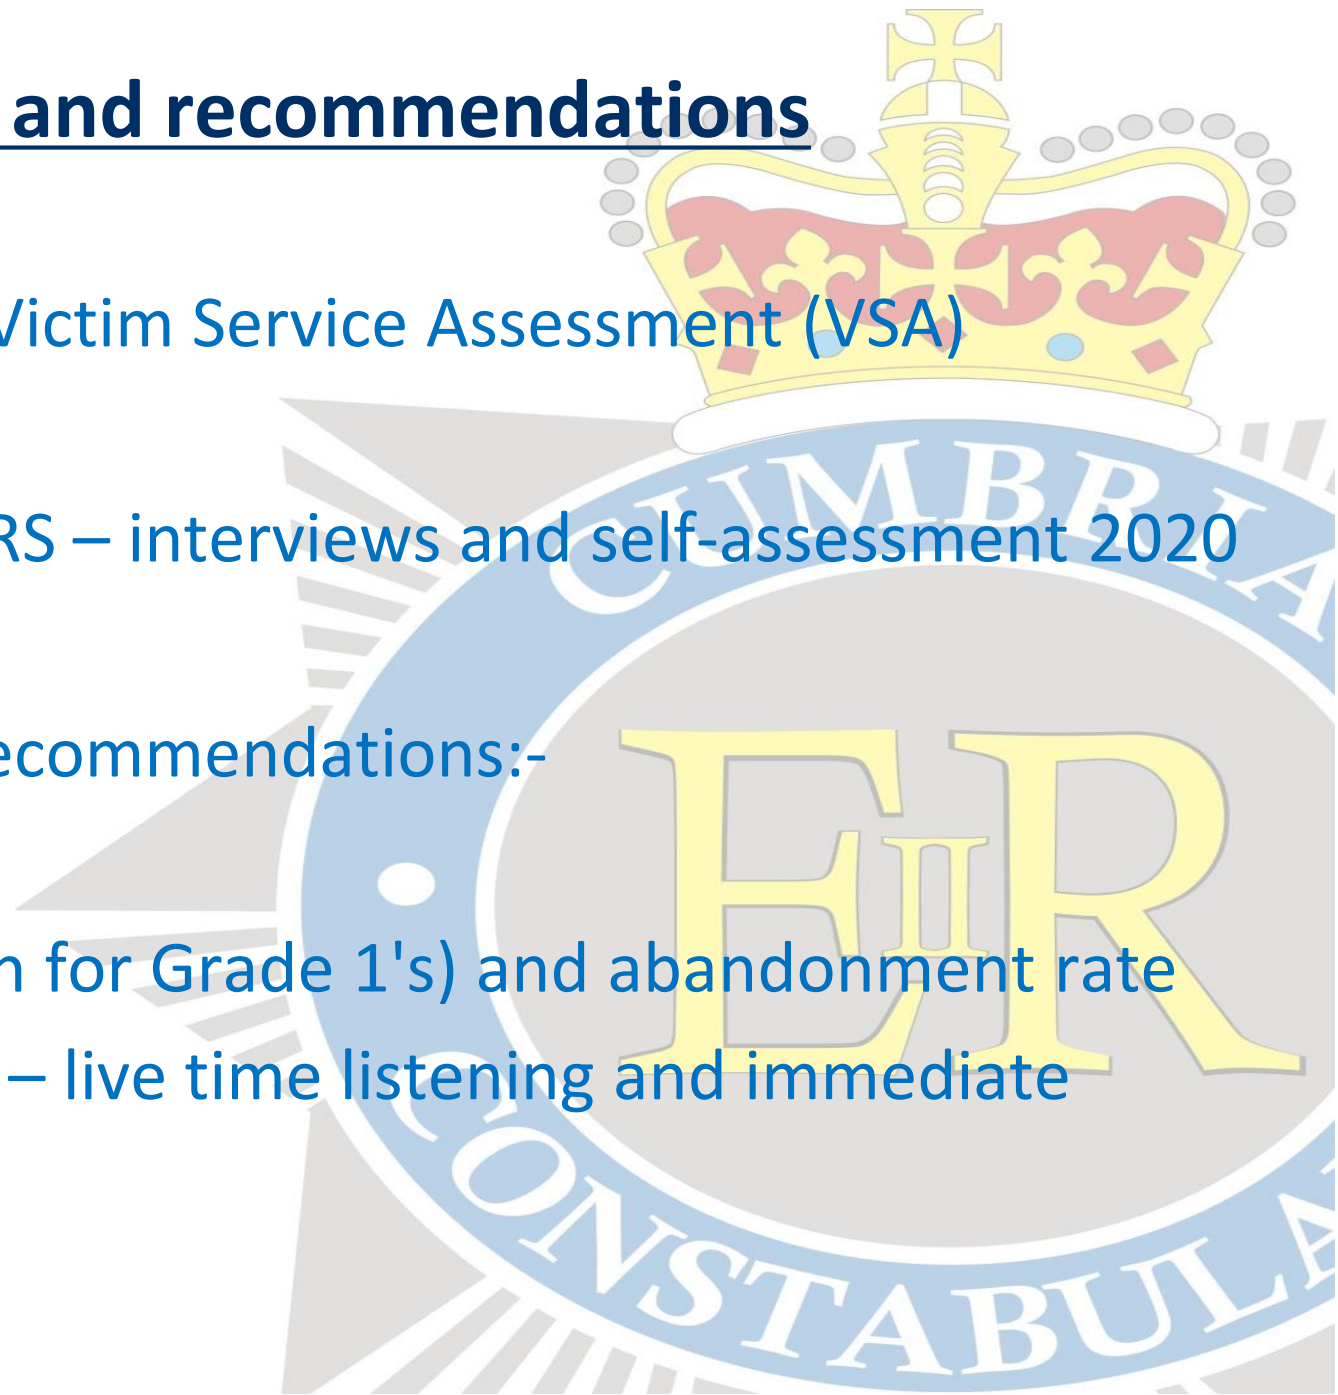 and recommendations
Victim Service Assessment (VSA)
RS – interviews and self-assessment 2020
ecommendations:-
n for Grade 1's) and abandonment rate
– live time listening and immediate
CUMBRIA
EIIR
CONSTABULA